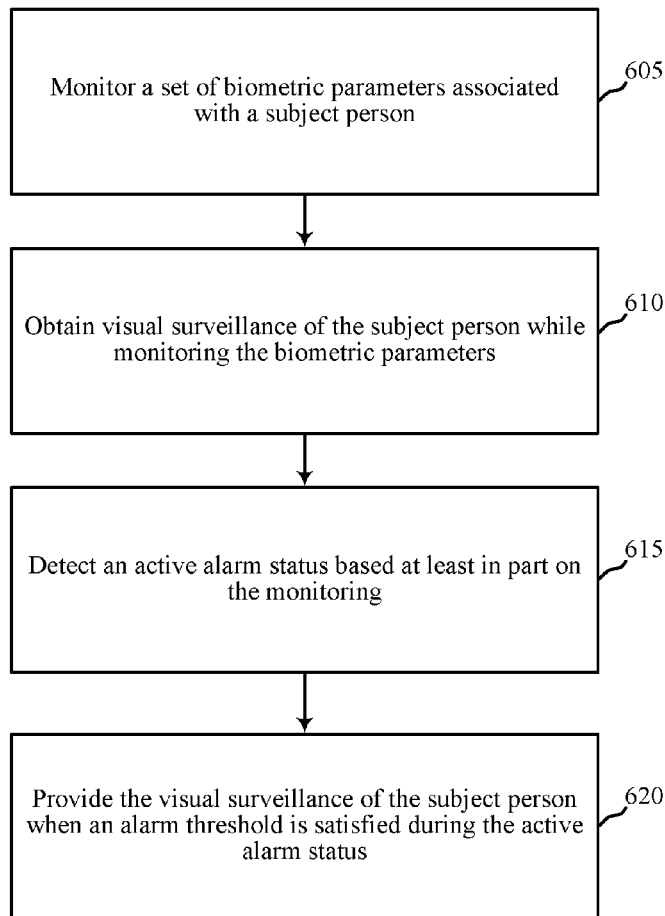 Monitor a set of biometric parameters associated
with a subject person
605
Obtain visual surveillance of the subject person while
monitoring the biometric parameters
610
Detect an active alarm status based at least in part on
the monitoring
615
Provide the visual surveillance of the subject person
when an alarm threshold is satisfied during the active
alarm status
620